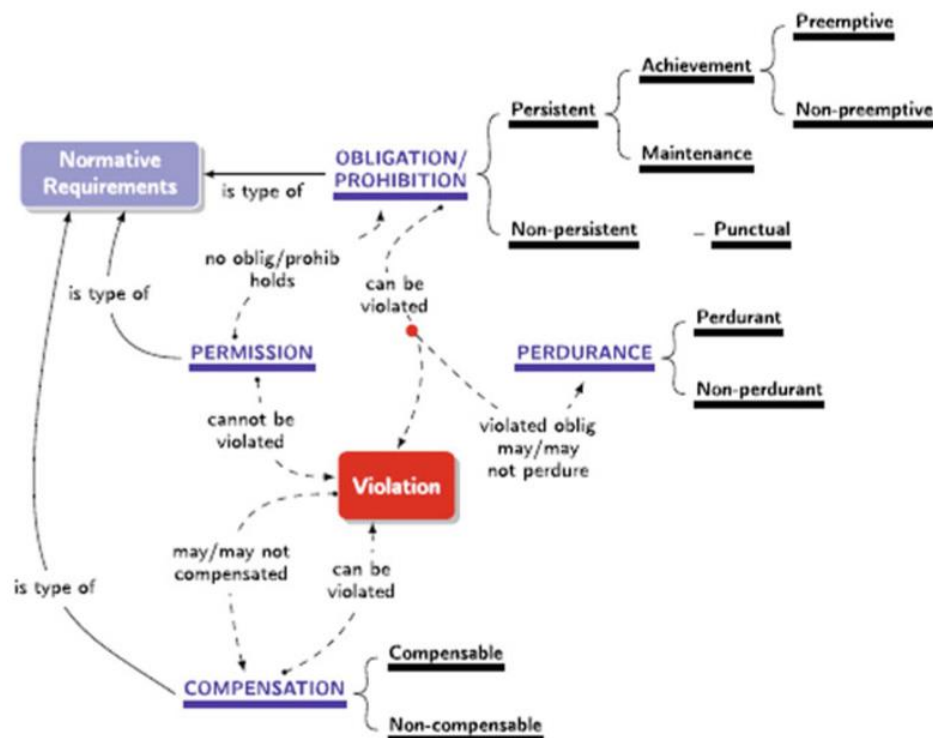 Preemptive
Achievement
Persistent
Non-preemptive
Normative
Requirements
OBLIGATION/
PROHIBITION
Maintenance
is type of
Non-persistent
– Punctual
no oblig/prohib
holds
can be
violated
is type of
Perdurant
PERMISSION
PERDURANCE
Non-perdurant
cannot be
violated
violated oblig
may/may
not perdure
Violation
may/may not
compensated
can be
violated
is type of
Compensable
COMPENSATION
Non-compensable